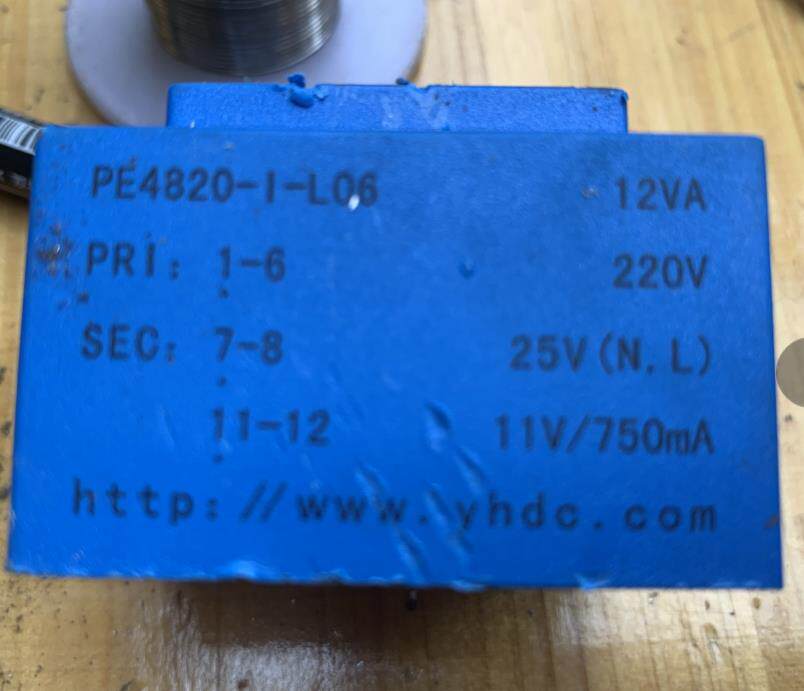 PE4820-I-L06 12VA
PRI: 1-6 220V
SEC: 7-8 25V(N.L)
11-12 11V/750mA
http://www.yhdc.com